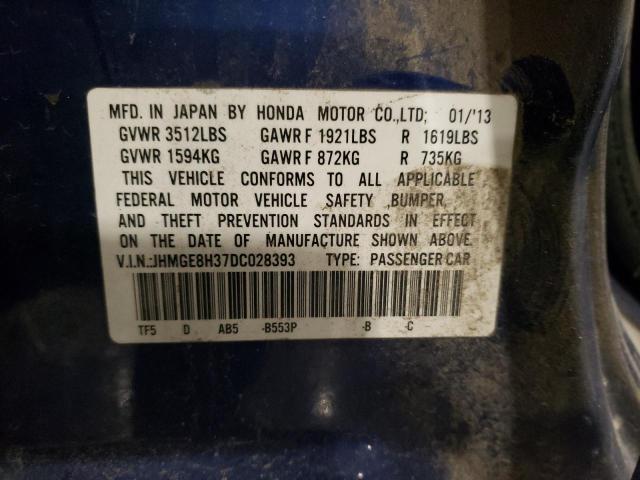 MFD. IN JAPAN BY HONDA MOTOR CO.,LTD; 01/'13
GVWR 3512LBS GAWR F 1921LBS R 1619LBS
GVWR 1594KG GAWR F 872KG R 735KG
THIS VEHICLE CONFORMS TO ALL APPLICABLE
FEDERAL MOTOR VEHICLE SAFETY ,BUMPER,
AND THEFT PREVENTION STANDARDS IN EFFECT
ON THE DATE OF MANUFACTURE SHOWN ABOVE.
V.I.N.:JHMGE8H37DC028393 TYPE: PASSENGER CAR
TF5 D AB5 -B553P -B -C